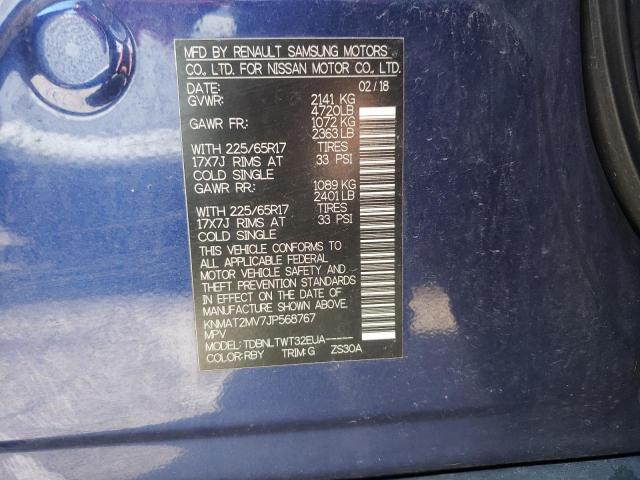 MFD BY RENAULT SAMSUNG MOTORS
CO., LTD. FOR NISSAN MOTOR CO., LTD.
DATE: 02/18
GVWR: 2141 KG
4720LB
GAWR FR: 1072 KG
2363LB
WITH 225/65R17 TIRES
17X7J RIMS AT 33 PSI
COLD SINGLE
GAWR RR: 1089 KG
2401LB
WITH 225/65R17 TIRES
17X7J RIMS AT 33 PSI
COLD SINGLE
THIS VEHICLE CONFORMS TO
ALL APPLICABLE FEDERAL
MOTOR VEHICLE SAFETY AND
THEFT PREVENTION STANDARDS
IN EFFECT ON THE DATE OF
MANUFACTURE SHOWN ABOVE.
KNMAT2MV7JP568767
MPV
MODEL: TDBNLTWT32EUA-----
COLOR: RBY TRIM: G ZS30A